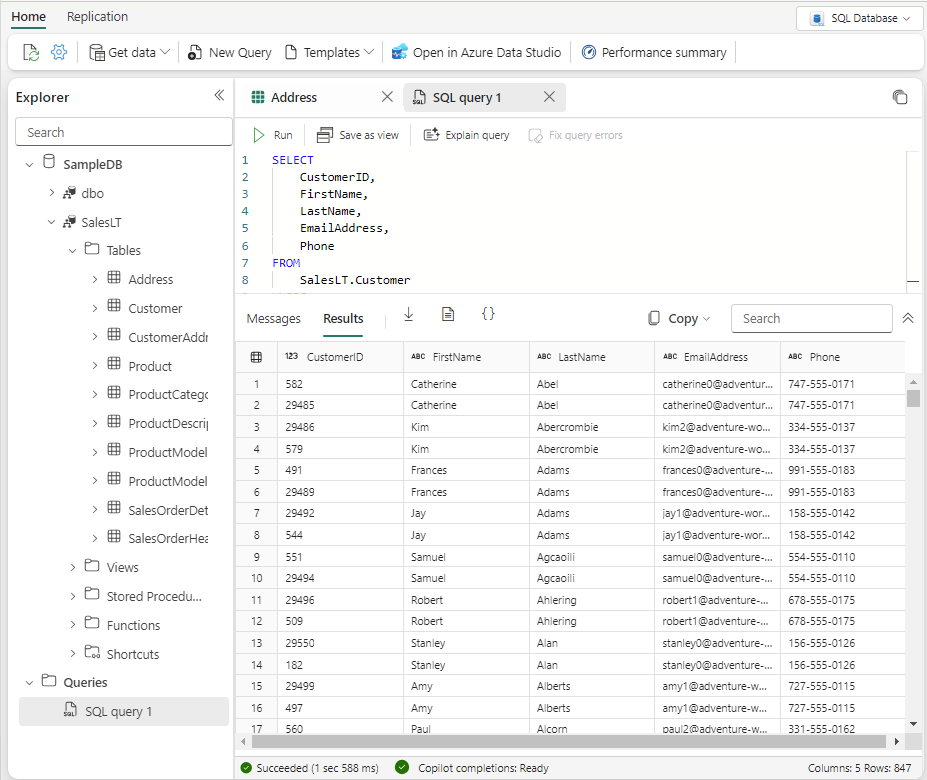 Home Replication SQL Database
Get data New Query Templates Open in Azure Data Studio Performance summary
Explorer
Search
SampleDB
dbo
SalesLT
Tables
Address
Customer
CustomerAddr
Product
ProductCatego
ProductDescrip
ProductModel
ProductModel
SalesOrderDet
SalesOrderHea
Views
Stored Procedu...
Functions
Shortcuts
Queries
SQL query 1
Address SQL query 1
Run Save as view Explain query Fix query errors
1 SELECT
2 CustomerID,
3 FirstName,
4 LastName,
5 EmailAddress,
6 Phone
7 FROM
8 SalesLT.Customer
Messages Results {} Copy Search
123 CustomerID ABC FirstName ABC LastName ABC EmailAddress ABC Phone
1 582 Catherine Abel catherine0@adventur... 747-555-0171
2 29485 Catherine Abel catherine0@adventur... 747-555-0171
3 29486 Kim Abercrombie kim2@adventure-wo... 334-555-0137
4 579 Kim Abercrombie kim2@adventure-wo... 334-555-0137
5 491 Frances Adams frances0@adventure-... 991-555-0183
6 29489 Frances Adams frances0@adventure-... 991-555-0183
7 29492 Jay Adams jay1@adventure-wor... 158-555-0142
8 544 Jay Adams jay1@adventure-wor... 158-555-0142
9 551 Samuel Agcaoili samuel0@adventure-... 554-555-0110
10 29494 Samuel Agcaoili samuel0@adventure-... 554-555-0110
11 29496 Robert Ahlering robert1@adventure-... 678-555-0175
12 509 Robert Ahlering robert1@adventure-... 678-555-0175
13 29550 Stanley Alan stanley0@adventure-... 156-555-0126
14 182 Stanley Alan stanley0@adventure-... 156-555-0126
15 29499 Amy Alberts amy1@adventure-w... 727-555-0115
16 497 Amy Alberts amy1@adventure-w... 727-555-0115
17 560 Paul Alcorn paul2@adventure-w... 331-555-0162
Succeeded (1 sec 588 ms) Copilot completions: Ready Columns: 5 Rows: 847